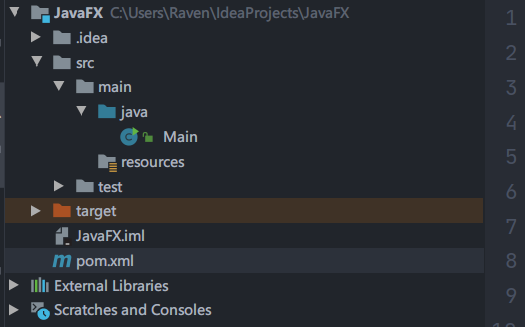 JavaFX C:\Users\Raven\IdeaProjects\JavaFX
.idea
src
main
java
C Main
resources
test
target
JavaFX.iml
m pom.xml
External Libraries
Scratches and Consoles
1
2
3
4
5
6
7
8
9